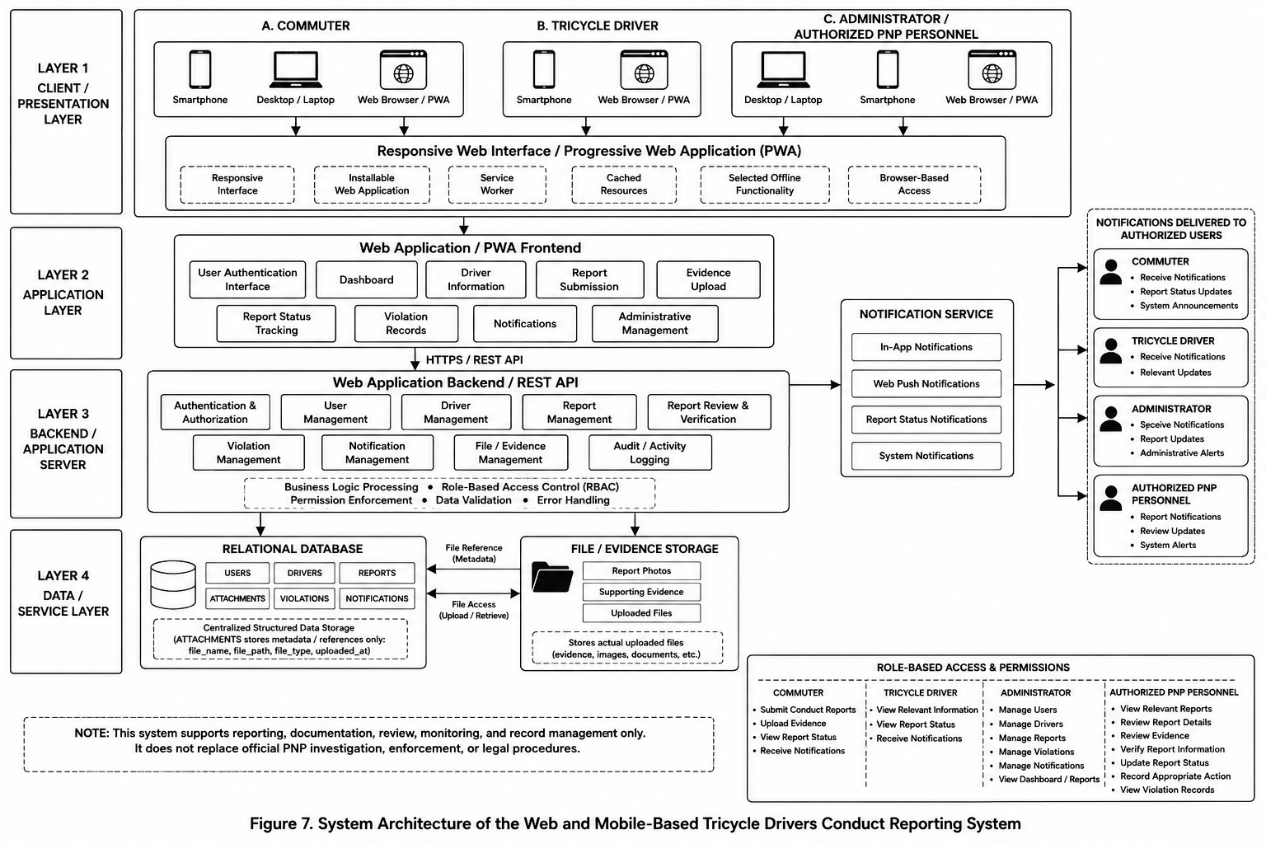 LAYER 1
CLIENT /
PRESENTATION
LAYER
A. COMMUTER
Smartphone
Desktop / Laptop
Web Browser / PWA
B. TRICYCLE DRIVER
Smartphone
Web Browser / PWA
C. ADMINISTRATOR /
AUTHORIZED PNP PERSONNEL
Desktop / Laptop
Smartphone
Web Browser / PWA
Responsive Web Interface / Progressive Web Application (PWA)
Responsive
Interface
Installable
Web Application
Service
Worker
Cached
Resources
Selected Offline
Functionality
Browser-Based
Access
LAYER 2
APPLICATION
LAYER
Web Application / PWA Frontend
User Authentication
Interface
Dashboard
Driver
Information
Report
Submission
Evidence
Upload
Report Status
Tracking
Violation
Records
Notifications
Administrative
Management
HTTPS / REST API
LAYER 3
BACKEND /
APPLICATION
SERVER
Web Application Backend / REST API
Authentication &
Authorization
User
Management
Driver
Management
Report
Management
Report Review &
Verification
Violation
Management
Notification
Management
File / Evidence
Management
Audit / Activity
Logging
Business Logic Processing • Role-Based Access Control (RBAC)
Permission Enforcement • Data Validation • Error Handling
NOTIFICATION SERVICE
In-App Notifications
Web Push Notifications
Report Status Notifications
System Notifications
NOTIFICATIONS DELIVERED TO
AUTHORIZED USERS
COMMUTER
• Receive Notifications
• Report Status Updates
• System Announcements
TRICYCLE DRIVER
• Receive Notifications
• Relevant Updates
ADMINISTRATOR
• Sceive Notifications
• Report Updates
• Administrative Alerts
AUTHORIZED PNP
PERSONNEL
• Report Notifications
• Review Updates
• System Alerts
LAYER 4
DATA /
SERVICE LAYER
RELATIONAL DATABASE
USERS
DRIVERS
REPORTS
ATTACHMENTS
VIOLATIONS
NOTIFICATIONS
Centralized Structured Data Storage
(ATTACHMENTS stores metadata / references only:
file_name, file_path, file_type, uploaded_at)
File Reference
(Metadata)
File Access
(Upload / Retrieve)
FILE / EVIDENCE STORAGE
Report Photos
Supporting Evidence
Uploaded Files
Stores actual uploaded files
(evidence, images, documents, etc.)
ROLE-BASED ACCESS & PERMISSIONS
COMMUTER
• Submit Conduct Reports
• Upload Evidence
• View Report Status
• Receive Notifications
TRICYCLE DRIVER
• View Relevant Information
• View Report Status
• Receive Notifications
ADMINISTRATOR
• Manage Users
• Manage Drivers
• Manage Reports
• Manage Violations
• Manage Notifications
• View Dashboard / Reports
AUTHORIZED PNP PERSONNEL
• View Relevant Reports
• Review Report Details
• Review Evidence
• Verify Report Information
• Update Report Status
• Record Appropriate Action
• View Violation Records
NOTE: This system supports reporting, documentation, review, monitoring, and record management only.
It does not replace official PNP investigation, enforcement, or legal procedures.
Figure 7. System Architecture of the Web and Mobile-Based Tricycle Drivers Conduct Reporting System